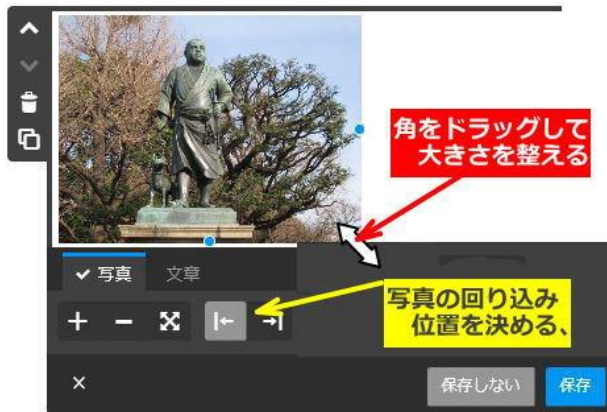 角をドラッグして
大きさを整える
写真 文章
写真の回り込み
位置を決める、
保存しない 保存